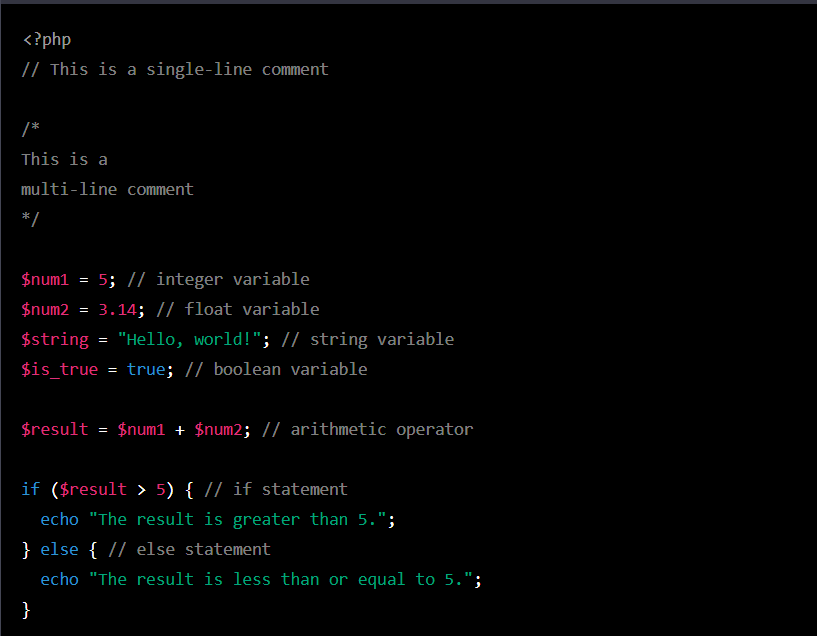 <?php
// This is a single-line comment
/*
This is a
multi-line comment
*/
$num1 = 5; // integer variable
$num2 = 3.14; // float variable
$string = "Hello, world!"; // string variable
$is_true = true; // boolean variable
$result = $num1 + $num2; // arithmetic operator
if ($result > 5) { // if statement
  echo "The result is greater than 5.";
} else { // else statement
  echo "The result is less than or equal to 5.";
}